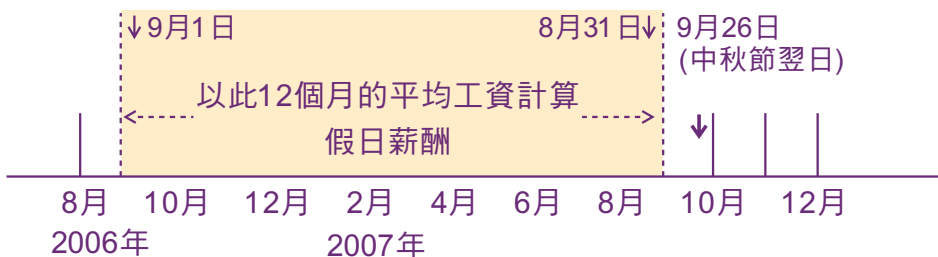 9月1日 8月31日 9月26日
(中秋節翌日)
以此12個月的平均工資計算
假日薪酬
8月 10月 12月 2月 4月 6月 8月 10月 12月
2006年 2007年